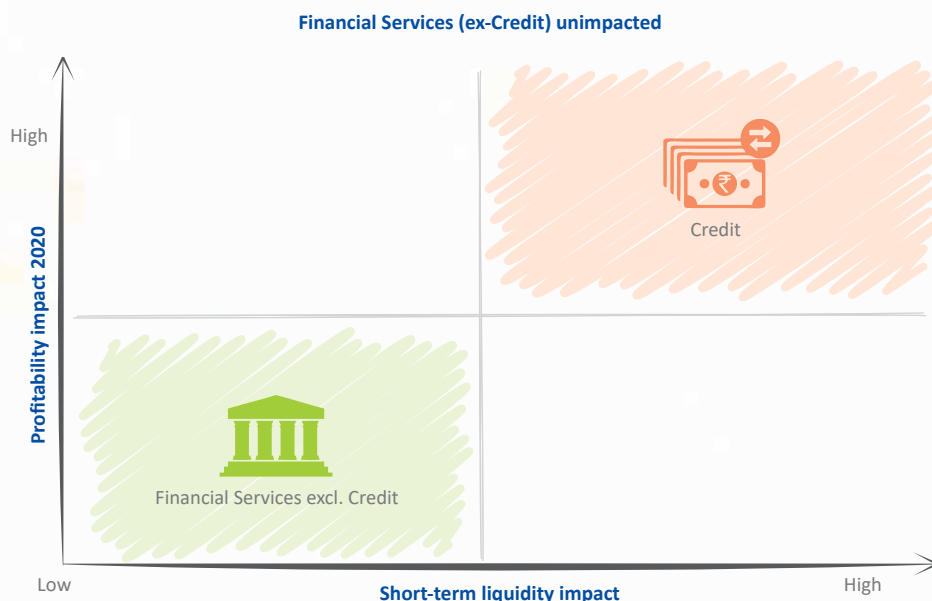 Financial Services (ex-Credit) unimpacted
High
Profitability impact 2020
₹
Credit
Financial Services excl. Credit
Low
Short-term liquidity impact
High